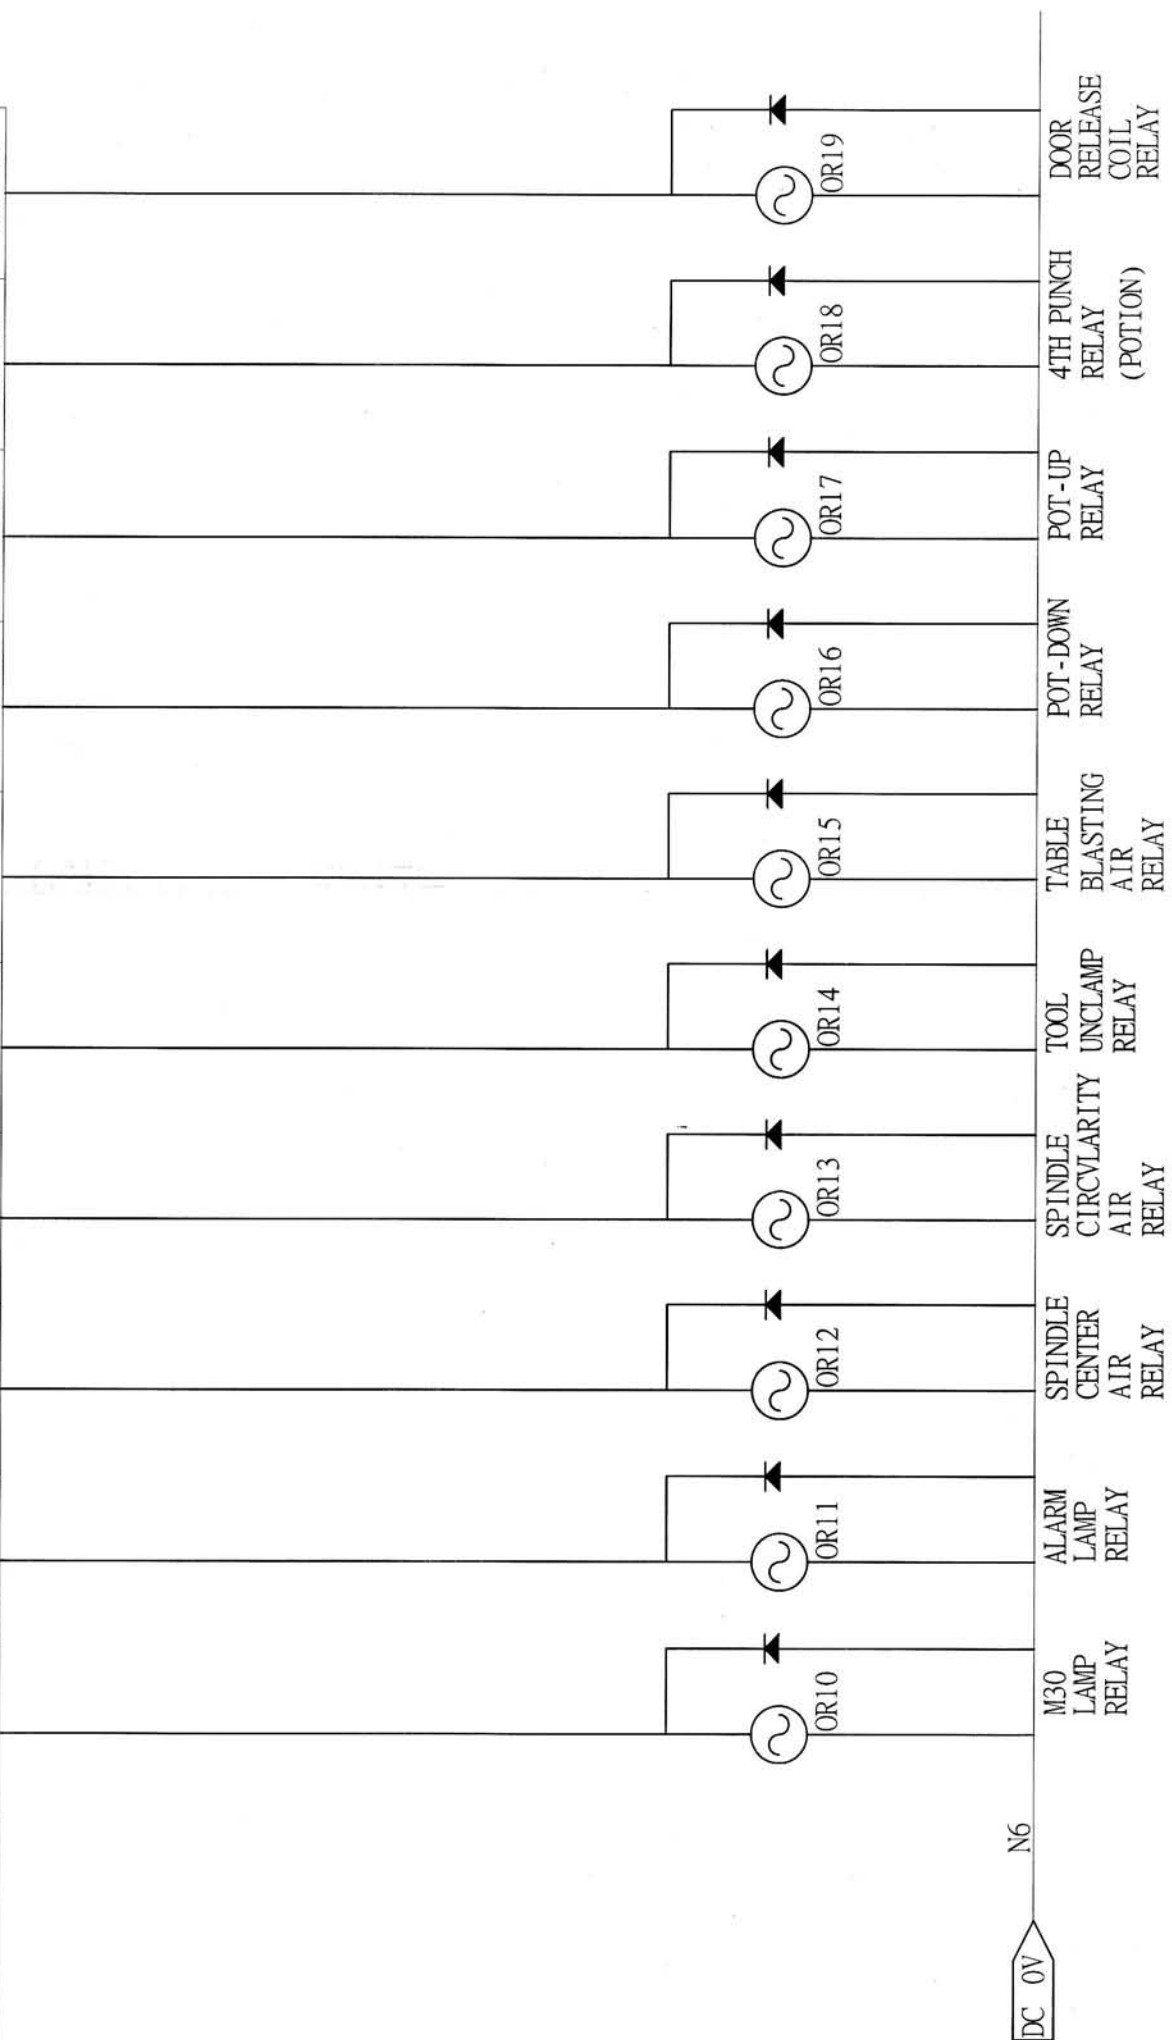 DC 0V
N6
OR10
OR11
OR12
OR13
OR14
OR15
OR16
OR17
OR18
OR19
M30
LAMP
RELAY
ALARM
LAMP
RELAY
SPINDLE
CENTER
AIR
RELAY
SPINDLE
CIRCVLARITY
AIR
RELAY
TOOL
UNCLAMP
RELAY
TABLE
BLASTING
AIR
RELAY
POT-DOWN
RELAY
POT-UP
RELAY
4TH PUNCH
RELAY
(POTION)
DOOR
RELEASE
COIL
RELAY